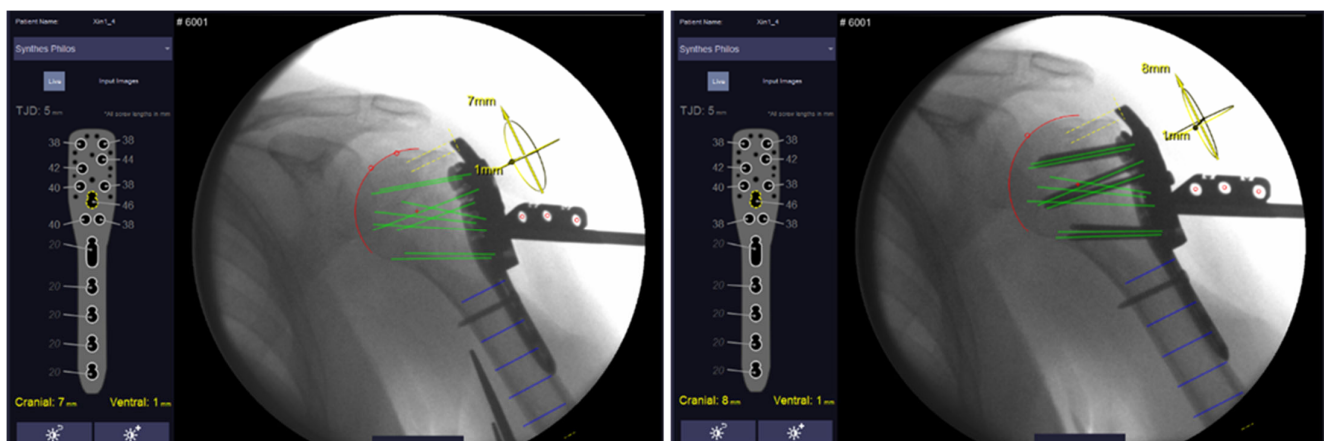 Patient Name: Xin1_4
Synthes Philos
Live Input Images
TJD: 5 mm *All screw lengths in mm
38 38
44
42
40 38
46
40 38
20
20
20
20
20
Cranial: 7 mm Ventral: 1 mm
# 6001
7mm
1mm
Patient Name: Xin1_4
Synthes Philos
Live Input Images
TJD: 5 mm *All screw lengths in mm
38 38
44
42
40 38
46
40 38
20
20
20
20
20
Cranial: 8 mm Ventral: 1 mm
# 6001
8mm
1mm